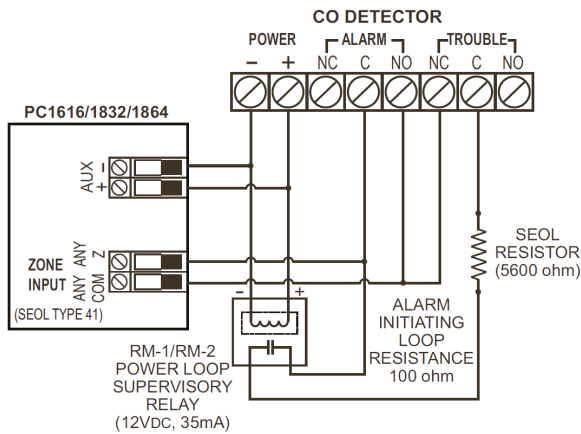 CO DETECTOR
POWER ALARM TROUBLE
− + NC C NO NC C NO
PC1616/1832/1864
AUX
−
+
ZONE
INPUT
ANY Z
ANY COM
(SEOL TYPE 41)
SEOL
RESISTOR
(5600 ohm)
− +
ALARM
INITIATING
LOOP
RESISTANCE
100 ohm
RM-1/RM-2
POWER LOOP
SUPERVISORY
RELAY
(12VDC, 35mA)